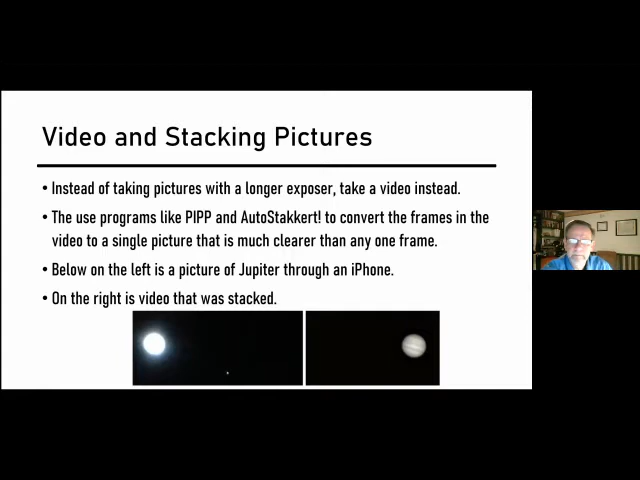 Video and Stacking Pictures
• Instead of taking pictures with a longer exposer, take a video instead.
• The use programs like PIPP and AutoStakkert! to convert the frames in the
video to a single picture that is much clearer than any one frame.
• Below on the left is a picture of Jupiter through an iPhone.
• On the right is video that was stacked.